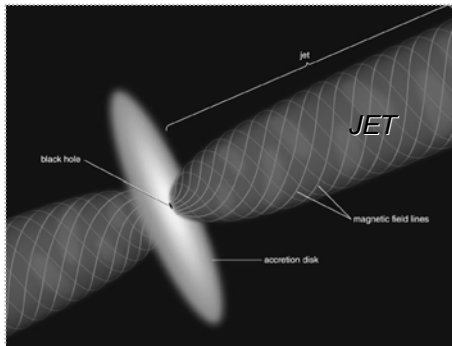 jet
JET
black hole
magnetic field lines
accretion disk